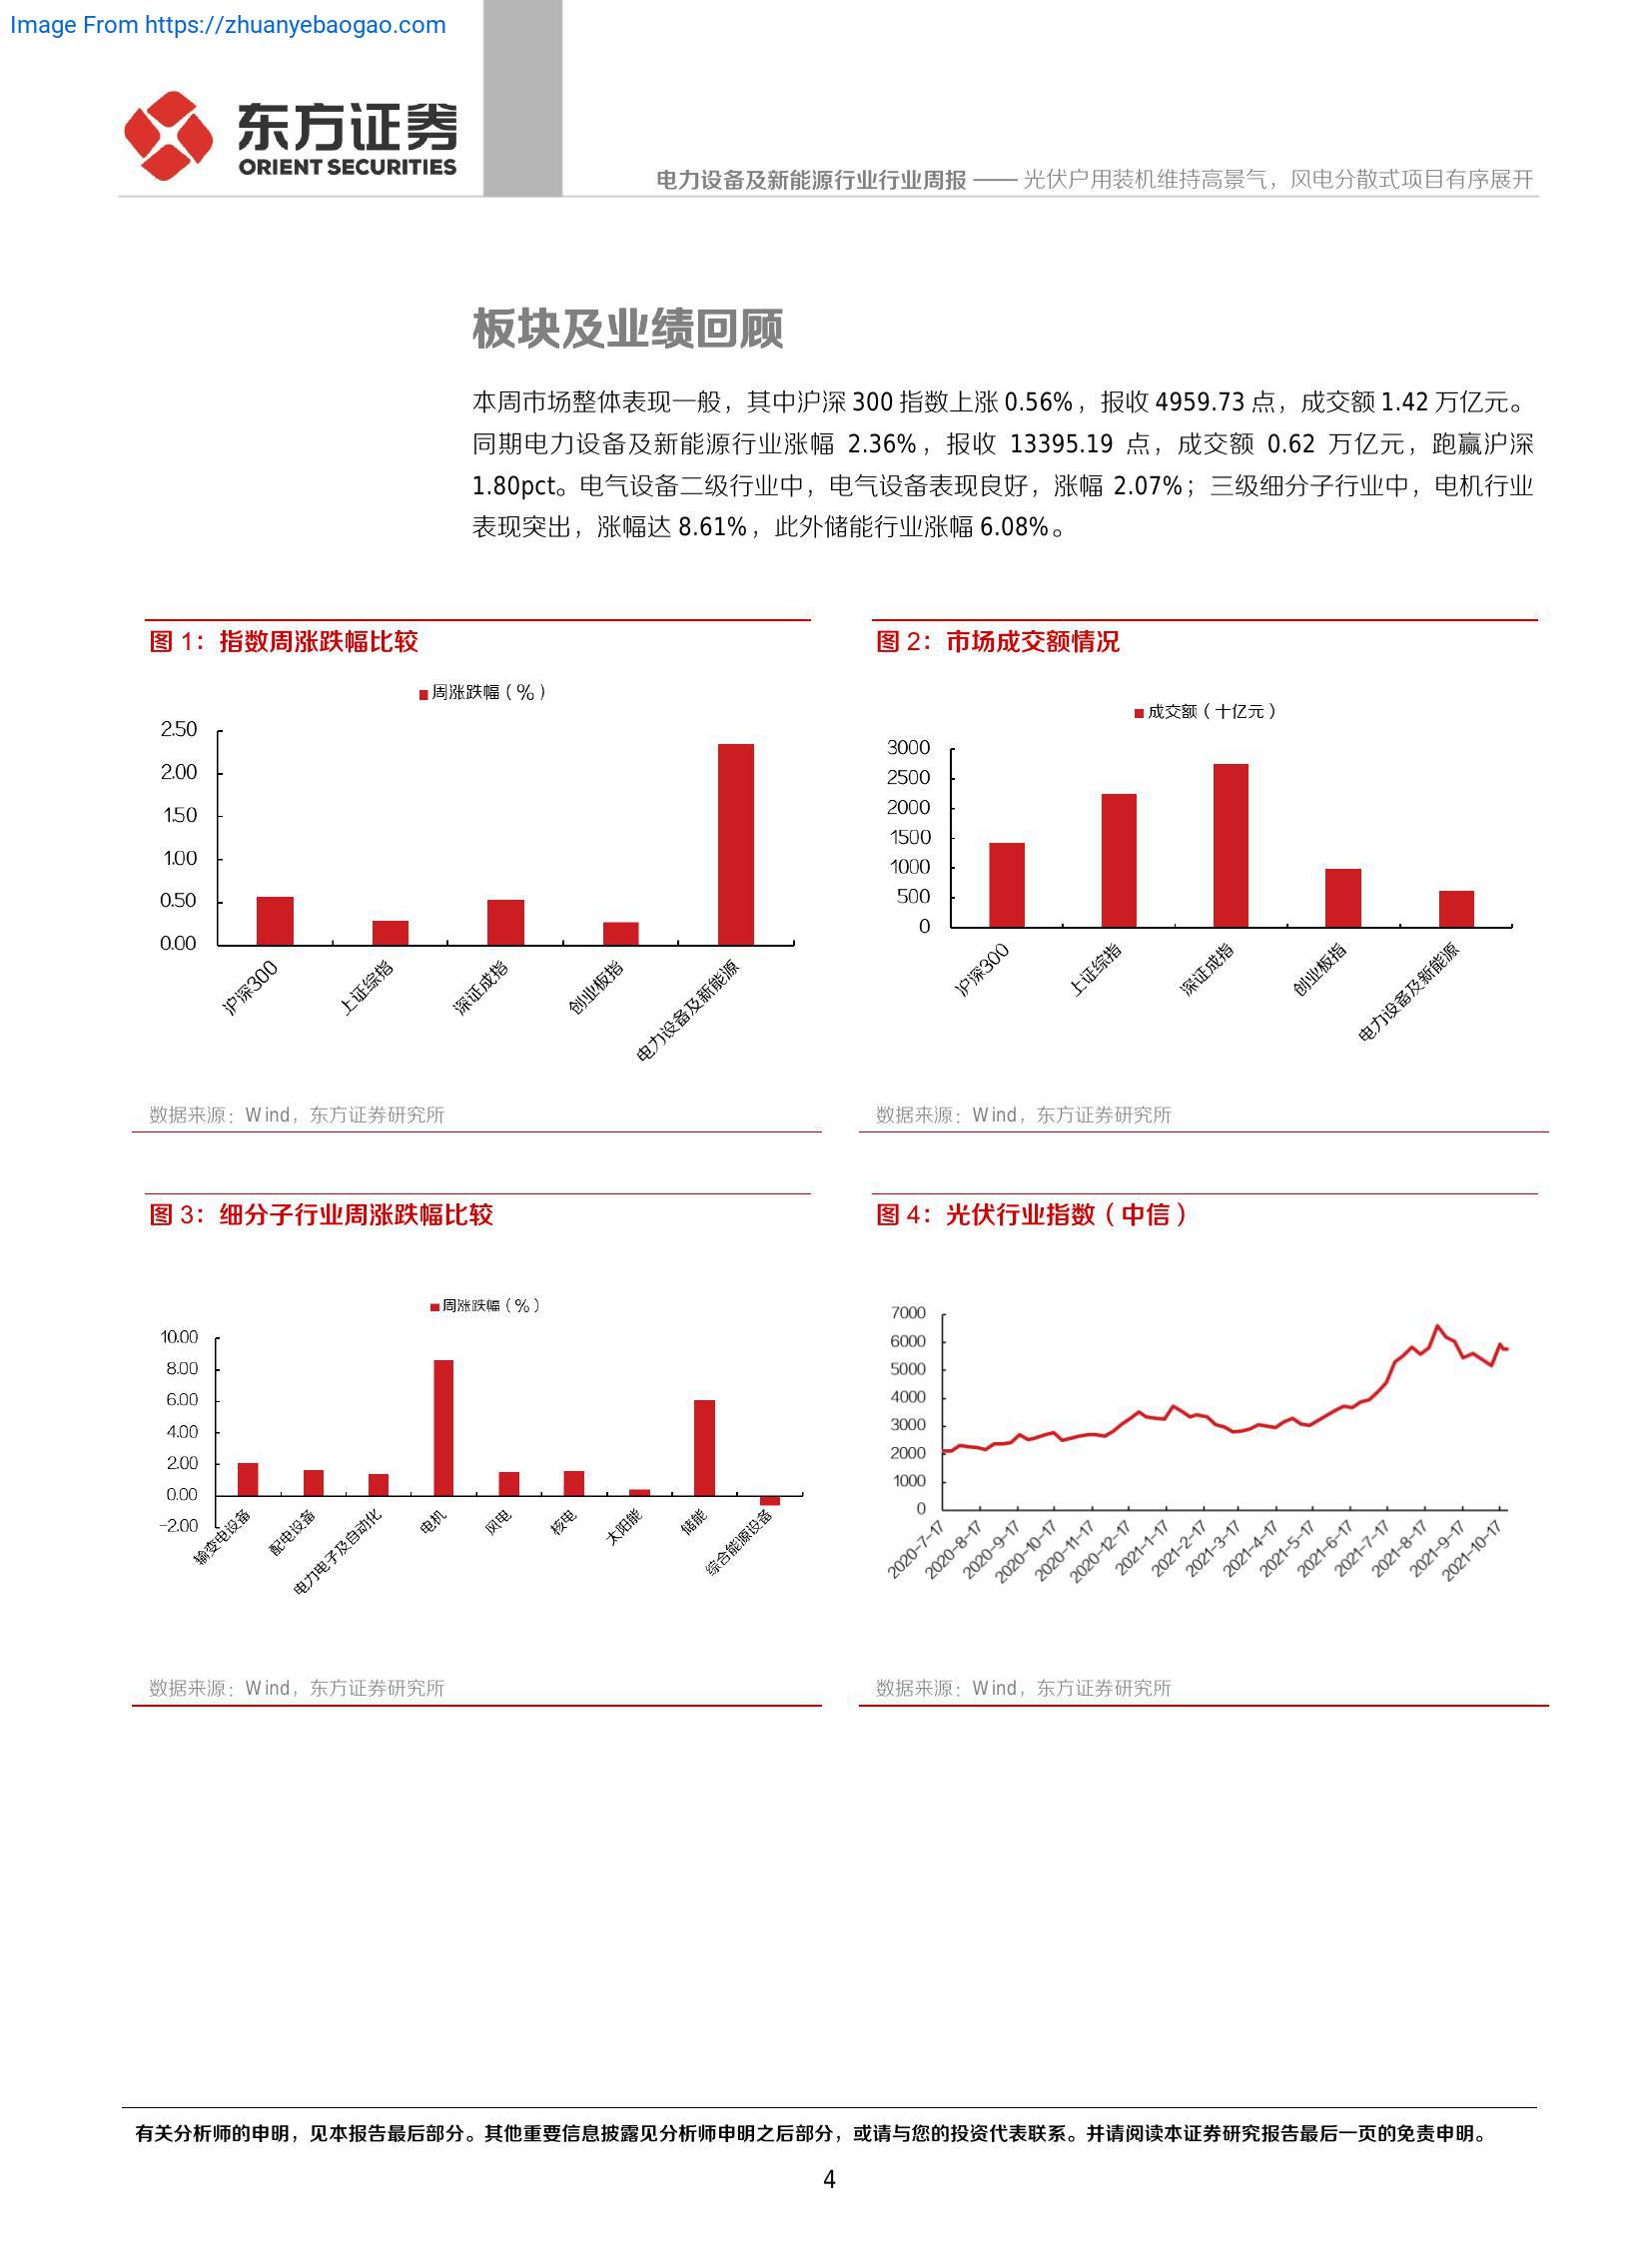 Image From https://zhuanyebaogao.com
东方证券
ORIENT SECURITIES
电力设备及新能源行业行业周报 —— 光伏户用装机维持高景气，风电分散式项目有序展开
板块及业绩回顾
本周市场整体表现一般，其中沪深 300 指数上涨 0.56%，报收 4959.73 点，成交额 1.42 万亿元。
同期电力设备及新能源行业涨幅 2.36%，报收 13395.19 点，成交额 0.62 万亿元，跑赢沪深
1.80pct。电气设备二级行业中，电气设备表现良好，涨幅 2.07%；三级细分子行业中，电机行业
表现突出，涨幅达 8.61%，此外储能行业涨幅 6.08%。
图 1：指数周涨跌幅比较
周涨跌幅（%）
2.50
2.00
1.50
1.00
0.50
0.00
沪深300
上证综指
深证成指
创业板指
电力设备及新能源
数据来源：Wind，东方证券研究所
图 2：市场成交额情况
成交额（十亿元）
3000
2500
2000
1500
1000
500
0
沪深300
上证综指
深证成指
创业板指
电力设备及新能源
数据来源：Wind，东方证券研究所
图 3：细分子行业周涨跌幅比较
周涨跌幅（%）
10.00
8.00
6.00
4.00
2.00
0.00
-2.00
输变电设备
配电设备
电力电子及自动化
电机
风电
核电
太阳能
储能
综合能源设备
数据来源：Wind，东方证券研究所
图 4：光伏行业指数（中信）
7000
6000
5000
4000
3000
2000
1000
0
2020-7-17
2020-8-17
2020-9-17
2020-10-17
2020-11-17
2020-12-17
2021-1-17
2021-2-17
2021-3-17
2021-4-17
2021-5-17
2021-6-17
2021-7-17
2021-8-17
2021-9-17
2021-10-17
数据来源：Wind，东方证券研究所
有关分析师的申明，见本报告最后部分。其他重要信息披露见分析师申明之后部分，或请与您的投资代表联系。并请阅读本证券研究报告最后一页的免责申明。
4